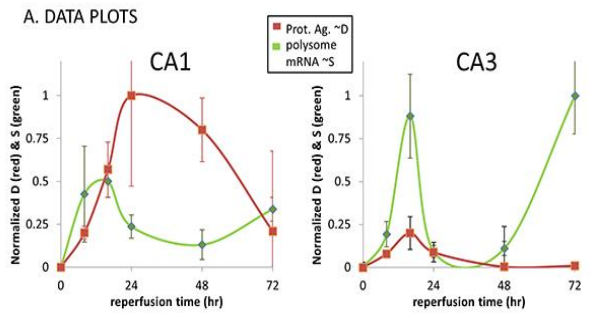 A. DATA PLOTS
Prot. Ag. ~D
polysome
mRNA ~S
CA1
Normalized D (red) & S (green)
1
0.75
0.5
0.25
0
0 24 48 72
reperfusion time (hr)
CA3
Normalized D (red) & S (green)
1
0.75
0.5
0.25
0
0 24 48 72
reperfusion time (hr)